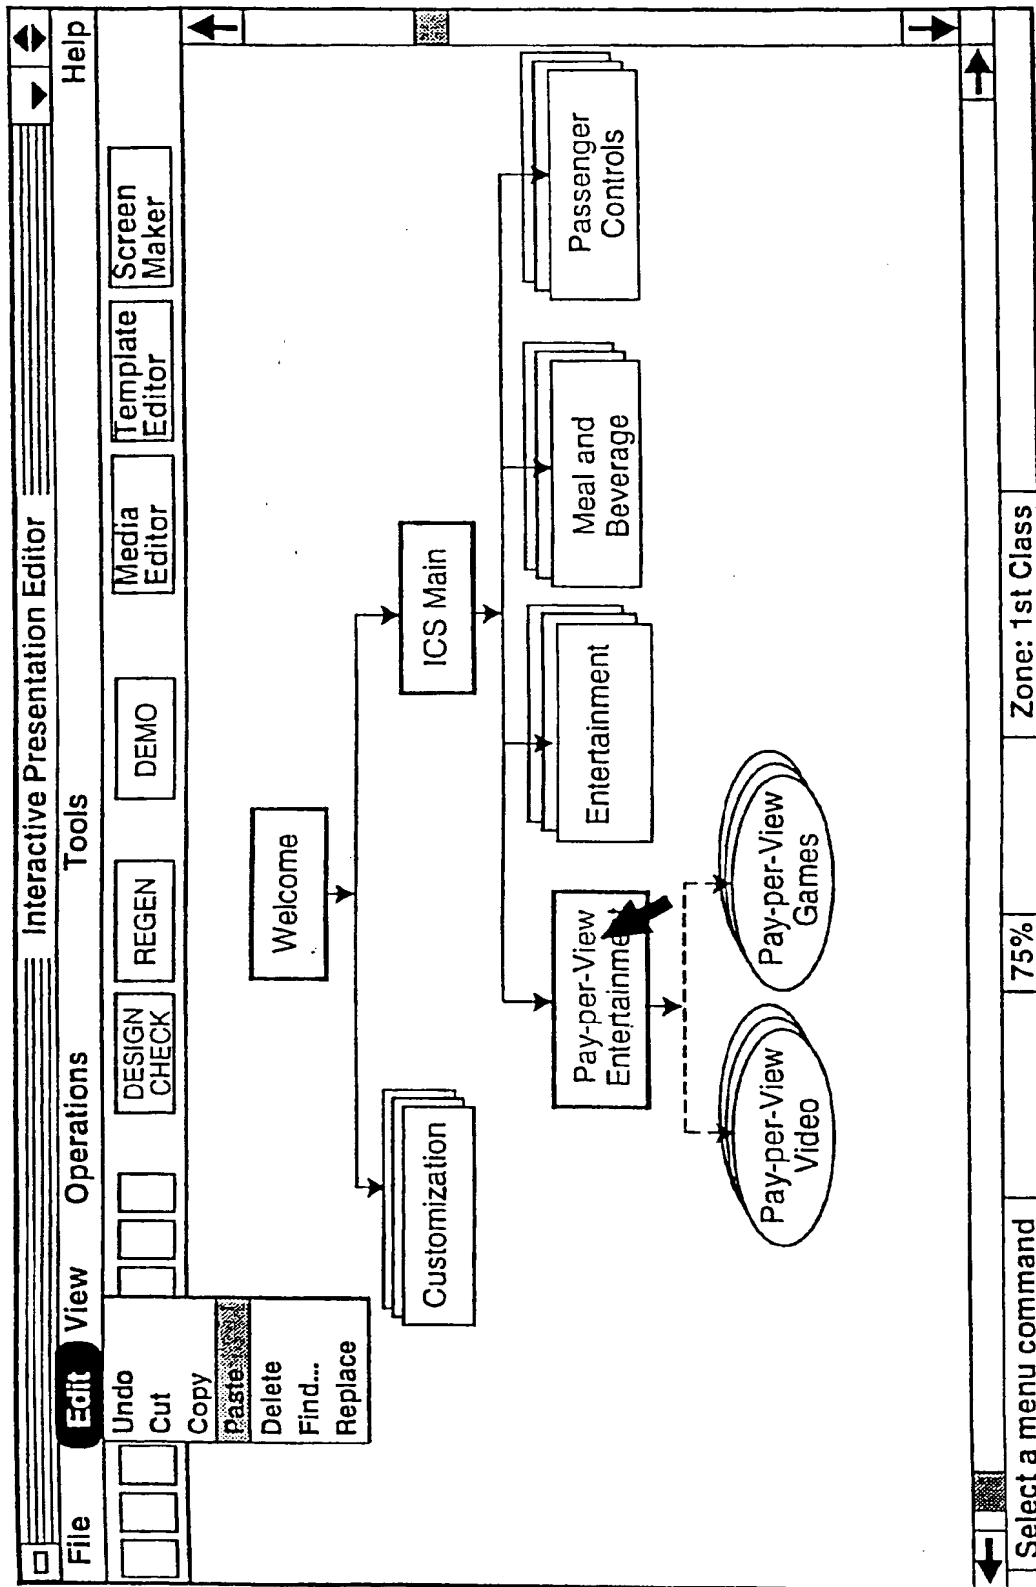 Interactive Presentation Editor
File Edit View Operations Tools Help
Undo
Cut
Copy
Paste
Delete
Find...
Replace
DESIGN
CHECK
REGEN
DEMO
Media
Editor
Template
Editor
Screen
Maker
Welcome
Customization
ICS Main
Pay-per-View
Entertainment
Entertainment
Meal and
Beverage
Passenger
Controls
Pay-per-View
Video
Pay-per-View
Games
Select a menu command
75%
Zone: 1st Class